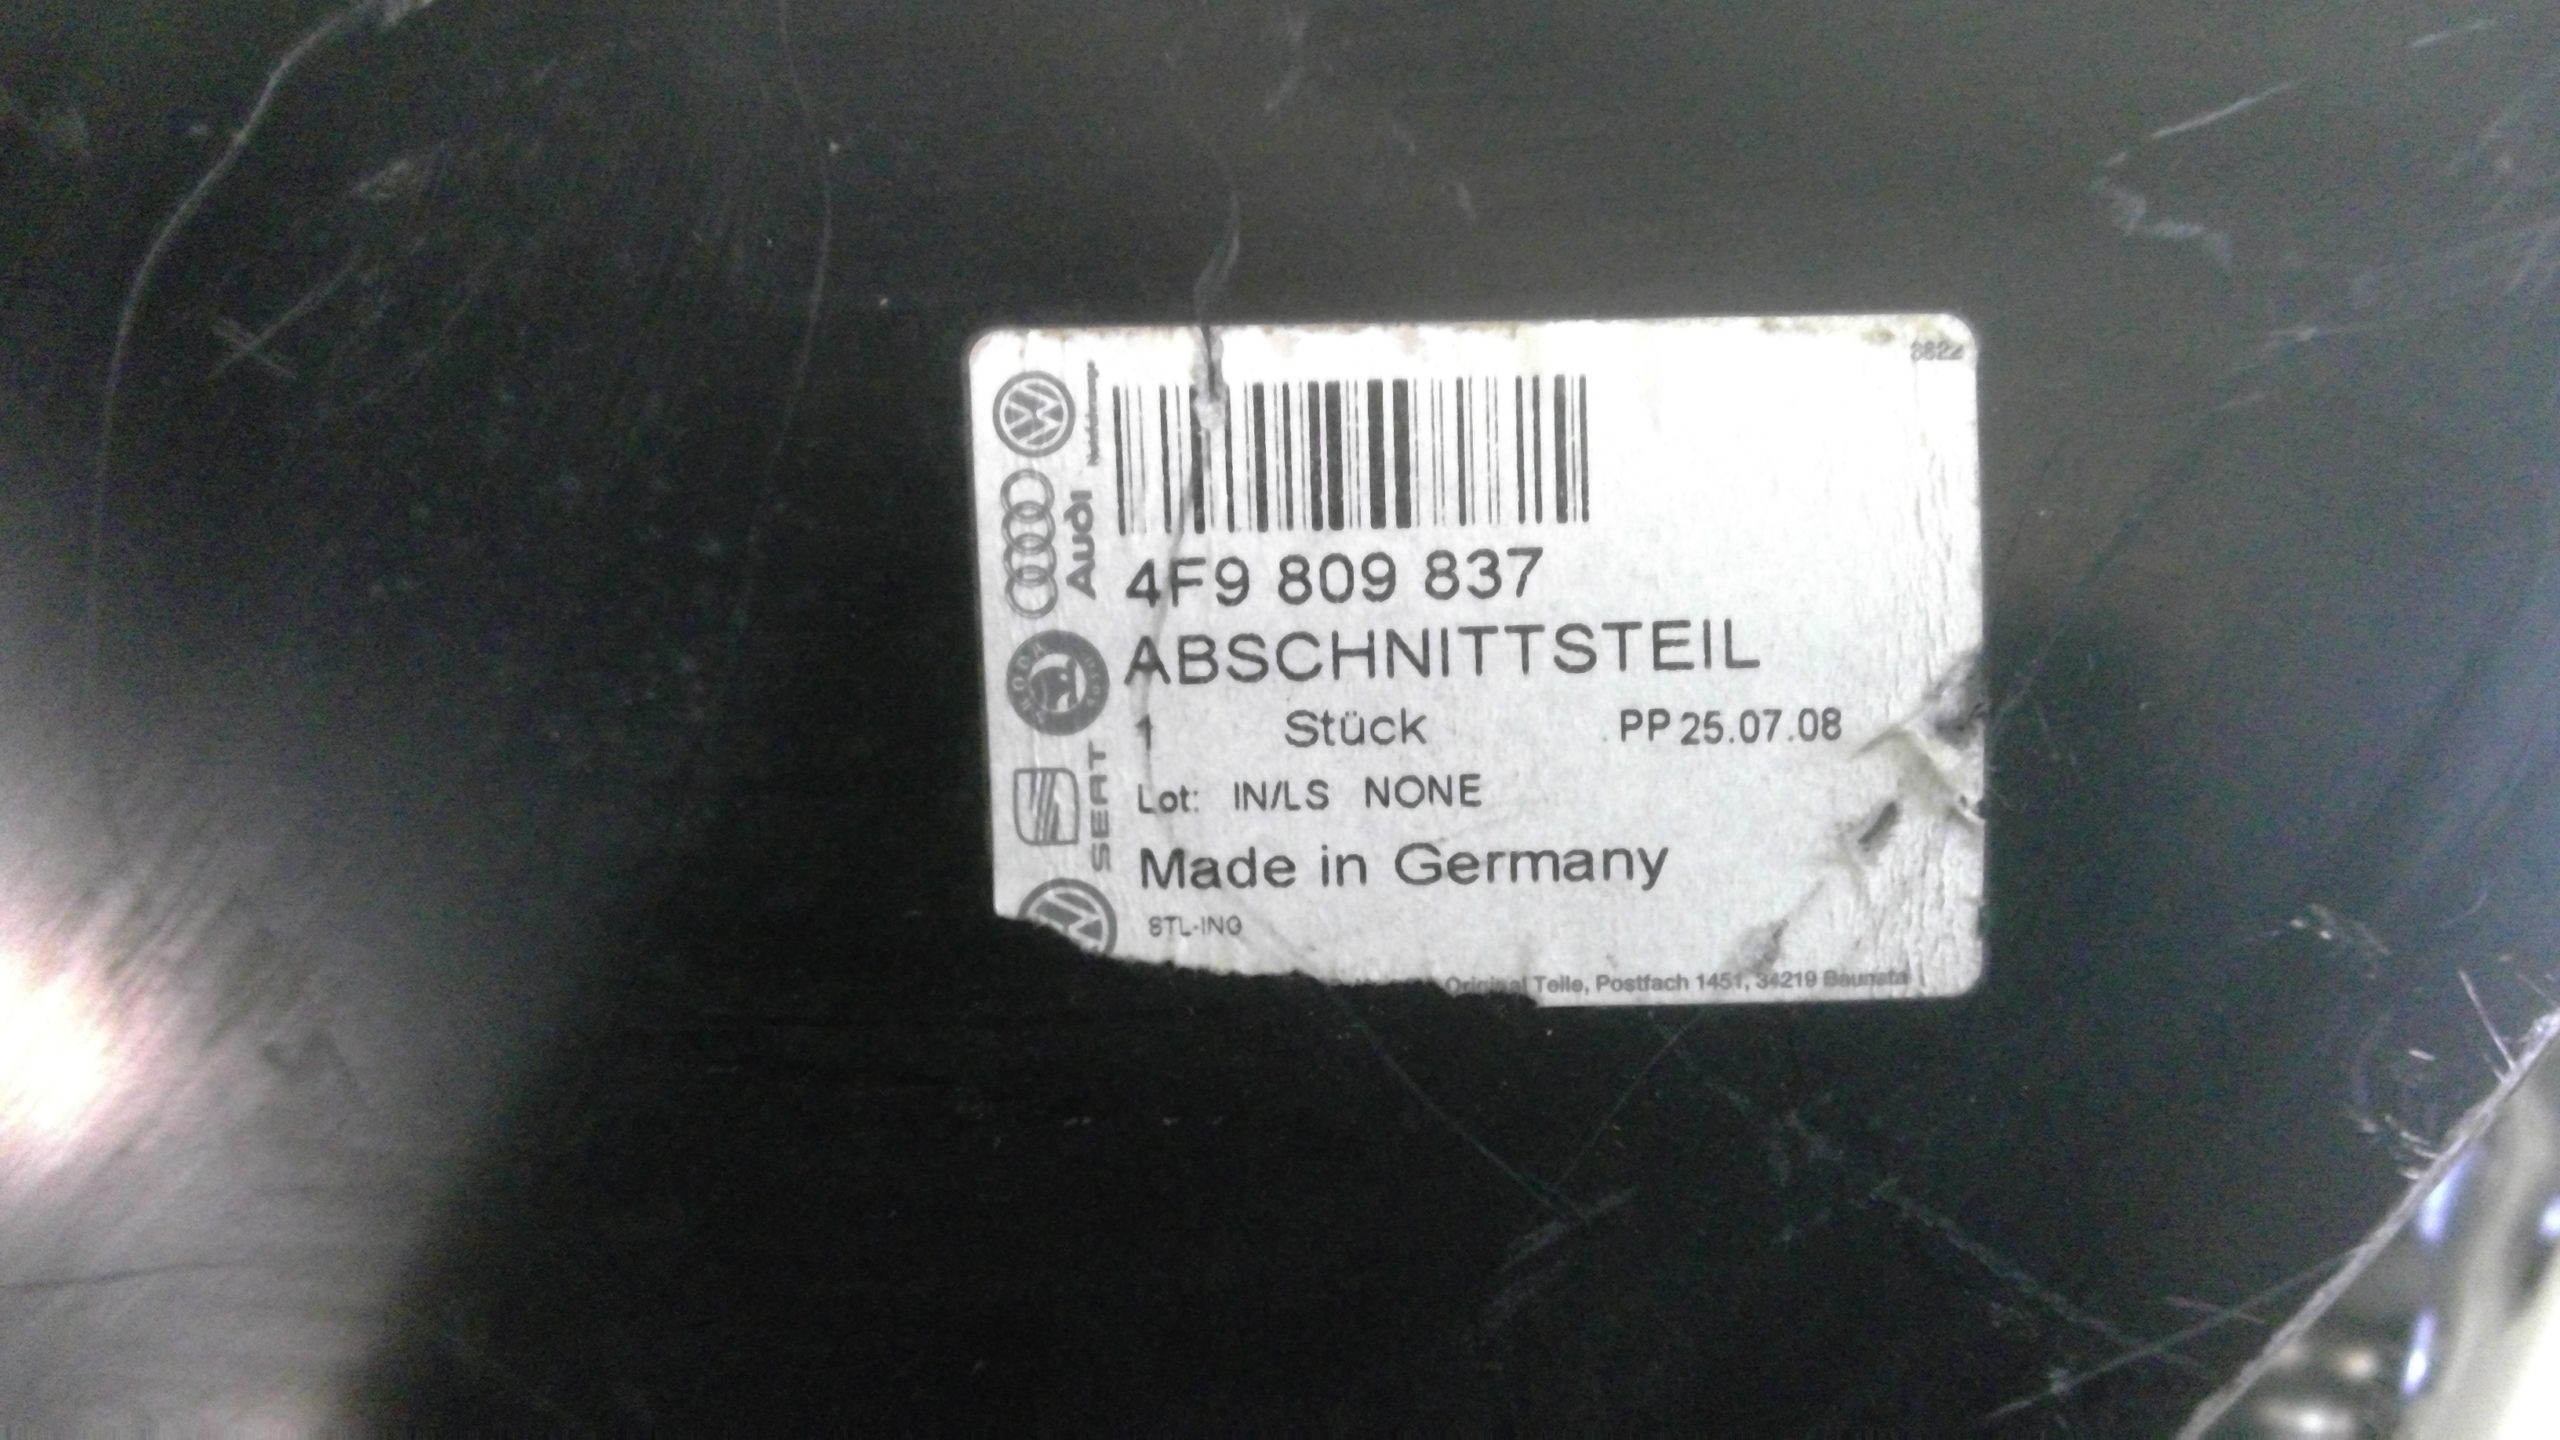 4F9 809 837
ABSCHNITTSTEIL
1 Stück PP 25.07.08
Lot: IN/LS NONE
Made in Germany
STL-ING
Original Teile, Postfach 1451, 34219 Baunata
Audi
SEAT